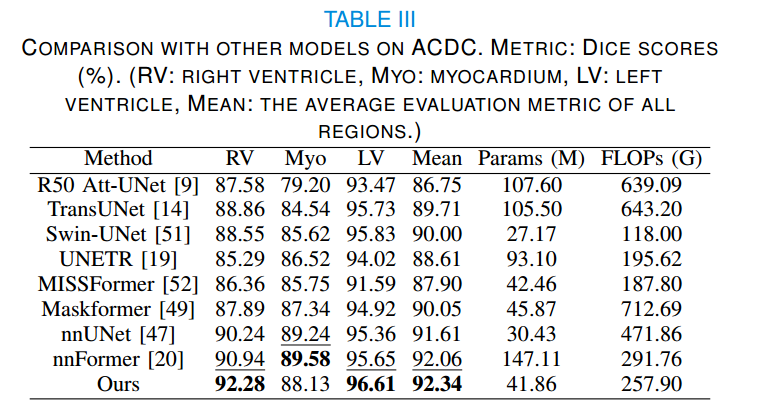 TABLE III
COMPARISON WITH OTHER MODELS ON ACDC. METRIC: DICE SCORES
(%). (RV: RIGHT VENTRICLE, MYO: MYOCARDIUM, LV: LEFT
VENTRICLE, MEAN: THE AVERAGE EVALUATION METRIC OF ALL
REGIONS.)
Method RV Myo LV Mean Params (M) FLOPs (G)
R50 Att-UNet [9] 87.58 79.20 93.47 86.75 107.60 639.09
TransUNet [14] 88.86 84.54 95.73 89.71 105.50 643.20
Swin-UNet [51] 88.55 85.62 95.83 90.00 27.17 118.00
UNETR [19] 85.29 86.52 94.02 88.61 93.10 195.62
MISSFormer [52] 86.36 85.75 91.59 87.90 42.46 187.80
Maskformer [49] 87.89 87.34 94.92 90.05 45.87 712.69
nnUNet [47] 90.24 89.24 95.36 91.61 30.43 471.86
nnFormer [20] 90.94 89.58 95.65 92.06 147.11 291.76
Ours 92.28 88.13 96.61 92.34 41.86 257.90